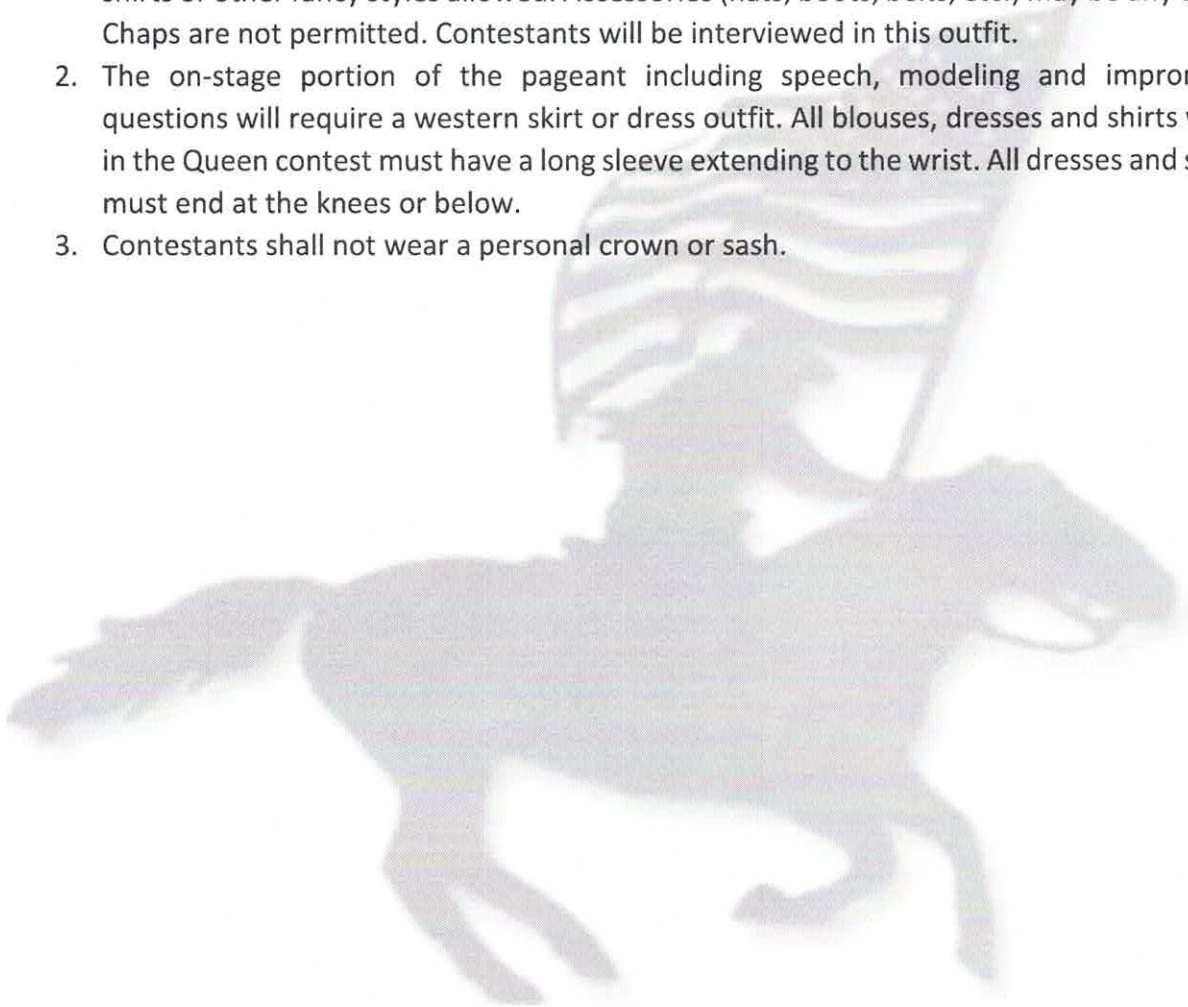 Chaps are not permitted. Contestants will be interviewed in this outfit.
2. The on-stage portion of the pageant including speech, modeling and impror
questions will require a western skirt or dress outfit. All blouses, dresses and shirts
in the Queen contest must have a long sleeve extending to the wrist. All dresses and
must end at the knees or below.
3. Contestants shall not wear a personal crown or sash.